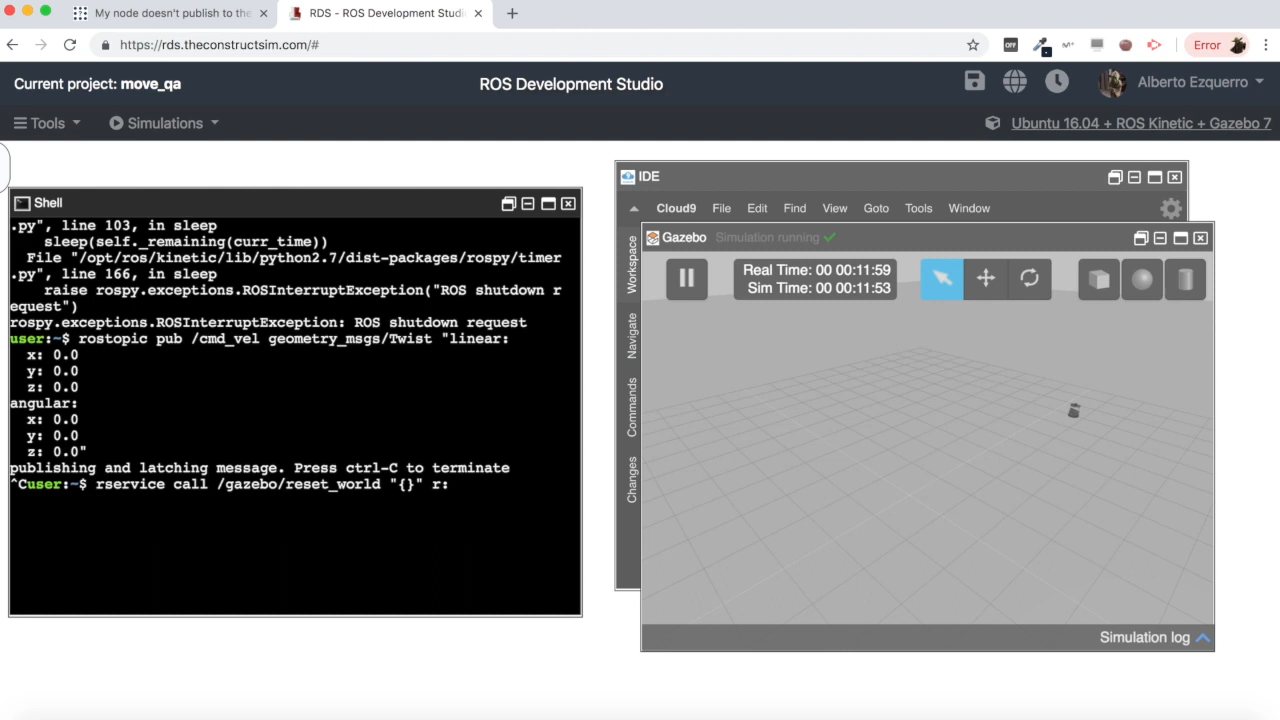 My node doesn't publish to the
RDS - ROS Development Studi
https://rds.theconstructsim.com/#
OFF
Error
Current project: move_qa
ROS Development Studio
Alberto Ezquerro
Tools
Simulations
Ubuntu 16.04 + ROS Kinetic + Gazebo 7
Shell
.py", line 103, in sleep
sleep(self._remaining(curr_time))
File "/opt/ros/kinetic/lib/python2.7/dist-packages/rospy/timer
.py", line 166, in sleep
raise rospy.exceptions.ROSInterruptException("ROS shutdown r
equest")
rospy.exceptions.ROSInterruptException: ROS shutdown request
user:~$ rostopic pub /cmd_vel geometry_msgs/Twist "linear:
x: 0.0
y: 0.0
z: 0.0
angular:
x: 0.0
y: 0.0
z: 0.0"
publishing and latching message. Press ctrl-C to terminate
^Cuser:~$ rservice call /gazebo/reset_world "{}" r:
IDE
Cloud9 File Edit Find View Goto Tools Window
Workspace
Navigate
Commands
Changes
Gazebo Simulation running
Real Time: 00 00:11:59
Sim Time: 00 00:11:53
Simulation log